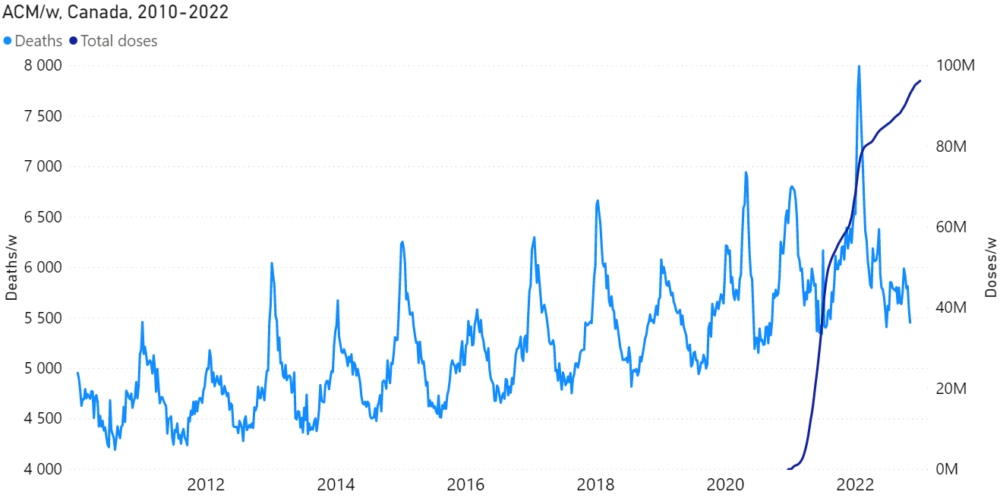 ACM/w, Canada, 2010-2022
Deaths Total doses
8 000
7 500
7 000
6 500
6 000
5 500
5 000
4 500
4 000
Deaths/w
100M
80M
60M
40M
20M
0M
Doses/w
2012 2014 2016 2018 2020 2022